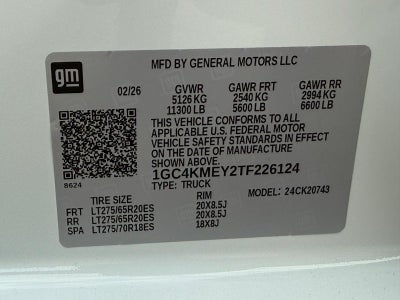 gm
MFD BY GENERAL MOTORS LLC
02/26 GVWR GAWR FRT GAWR RR
5126 KG 2540 KG 2994 KG
11300 LB 5600 LB 6600 LB
THIS VEHICLE CONFORMS TO ALL
APPLICABLE U.S. FEDERAL MOTOR
VEHICLE SAFETY STANDARDS IN EFFECT
ON THE DATE OF MANUFACTURE SHOWN
ABOVE.
1GC4KMEY2TF226124
8624 TYPE: TRUCK MODEL: 24CK20743
TIRE SIZE RIM
FRT LT275/65R20ES 20X8.5J
RR LT275/65R20ES 20X8.5J
SPA LT275/70R18ES 18X8J